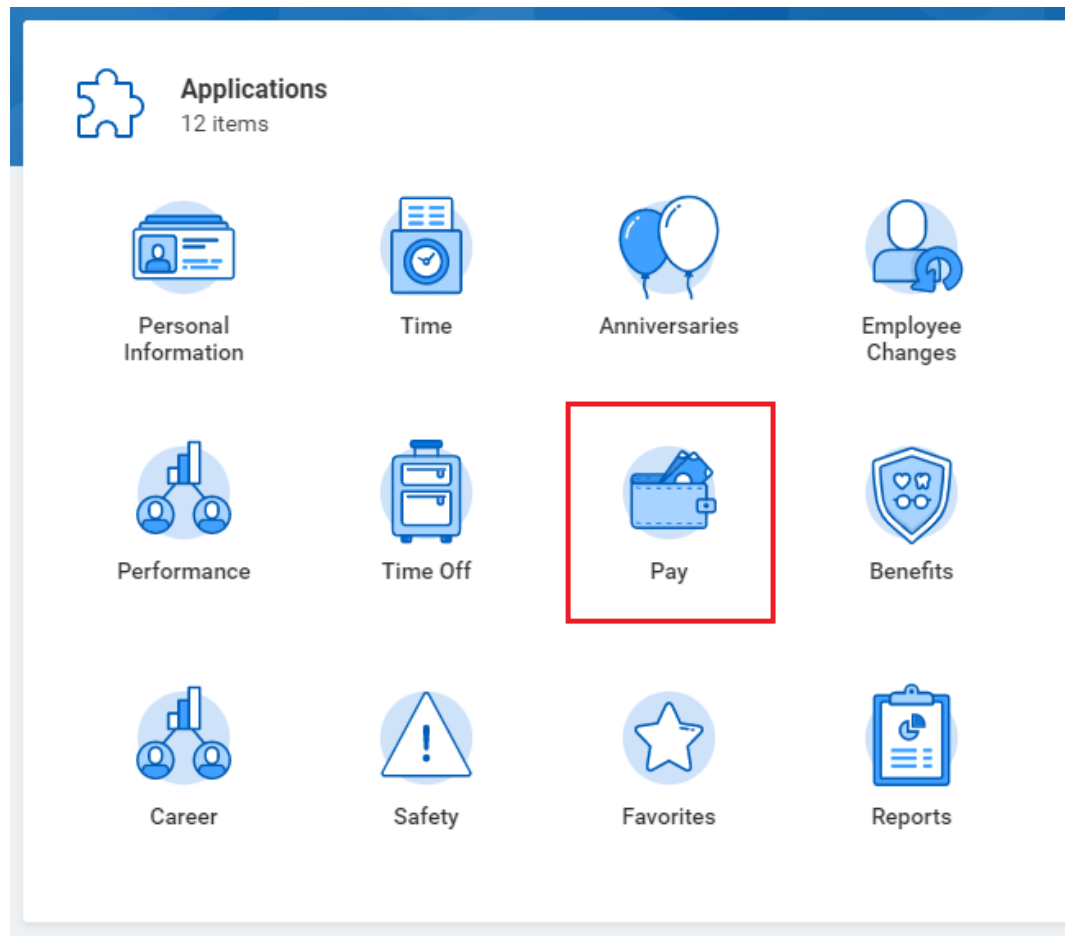 Applications
12 items
Personal
Information
Time
Anniversaries
Employee
Changes
Performance
Time Off
Pay
Benefits
Career
Safety
Favorites
Reports